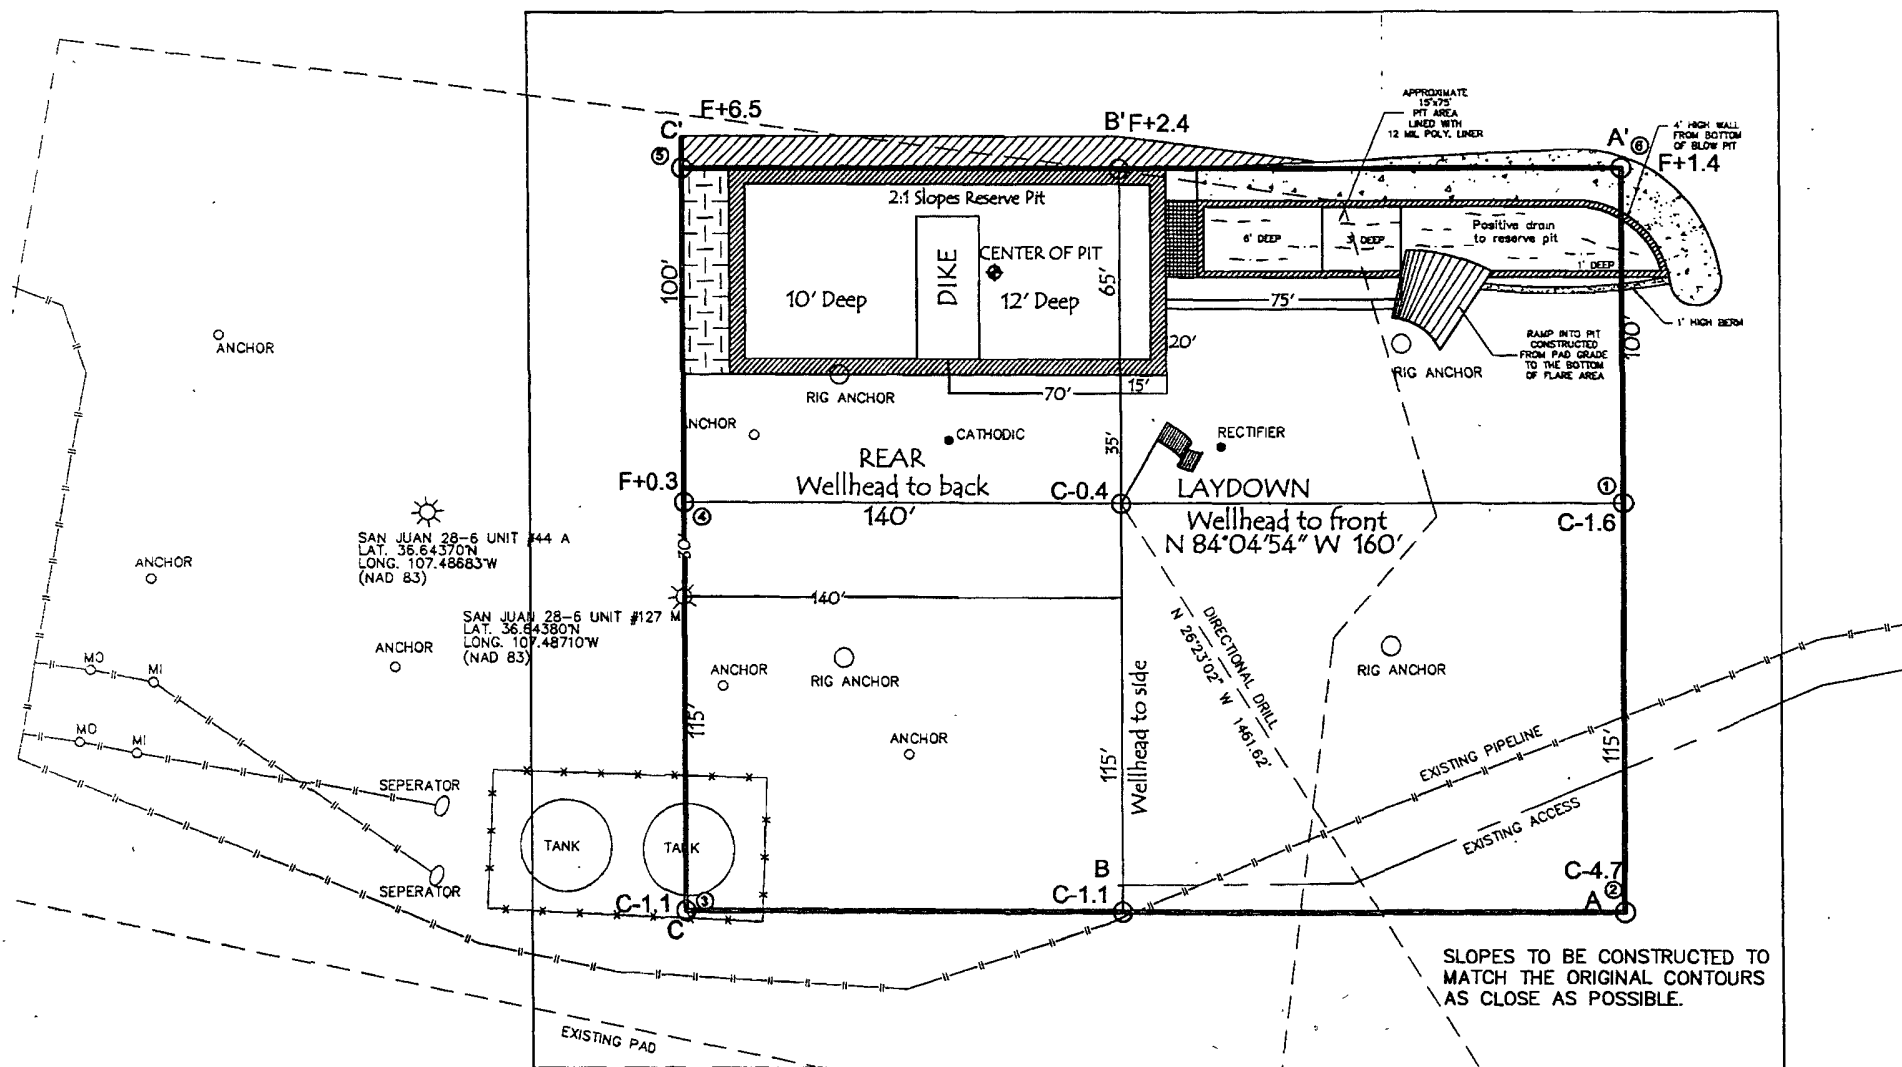 F+6.5
C'
⑤
B' F+2.4
APPROXIMATE
15'x75'
PIT AREA
LINED WITH
12 MIL POLY. LINER
4' HIGH WALL
FROM BOTTOM
OF BLOW PIT
A' ⑥
F+1.4
2:1 Slopes Reserve Pit
DIKE
CENTER OF PIT
10' Deep
12' Deep
65'
100'
6' DEEP
3' DEEP
Positive drain
to reserve pit
1' DEEP
75'
20'
1' HIGH BERM
100'
RAMP INTO PIT
CONSTRUCTED
FROM PAD GRADE
TO THE BOTTOM
OF FLARE AREA
ANCHOR
RIG ANCHOR
RIG ANCHOR
70'
15'
NCHOR
CATHODIC
35'
RECTIFIER
REAR
Wellhead to back
140'
F+0.3
④
C-0.4
LAYDOWN
Wellhead to front
N 84°04'54" W 160'
①
C-1.6
SAN JUAN 28-6 UNIT #44 A
LAT. 36.64370°N
LONG. 107.48683°W
(NAD 83)
ANCHOR
140'
SAN JUAN 28-6 UNIT #127 M
LAT. 36.64380°N
LONG. 107.48710°W
(NAD 83)
DIRECTIONAL DRILL
N 26°23'02" W 1461.62'
ANCHOR
ANCHOR
RIG ANCHOR
RIG ANCHOR
MO
MI
MO
MI
115'
ANCHOR
Wellhead to side
115'
EXISTING PIPELINE
115'
SEPERATOR
TANK
TANK
EXISTING ACCESS
SEPERATOR
C-1.1
③
C
B
C-1.1
C-4.7
②
A
SLOPES TO BE CONSTRUCTED TO
MATCH THE ORIGINAL CONTOURS
AS CLOSE AS POSSIBLE.
EXISTING PAD